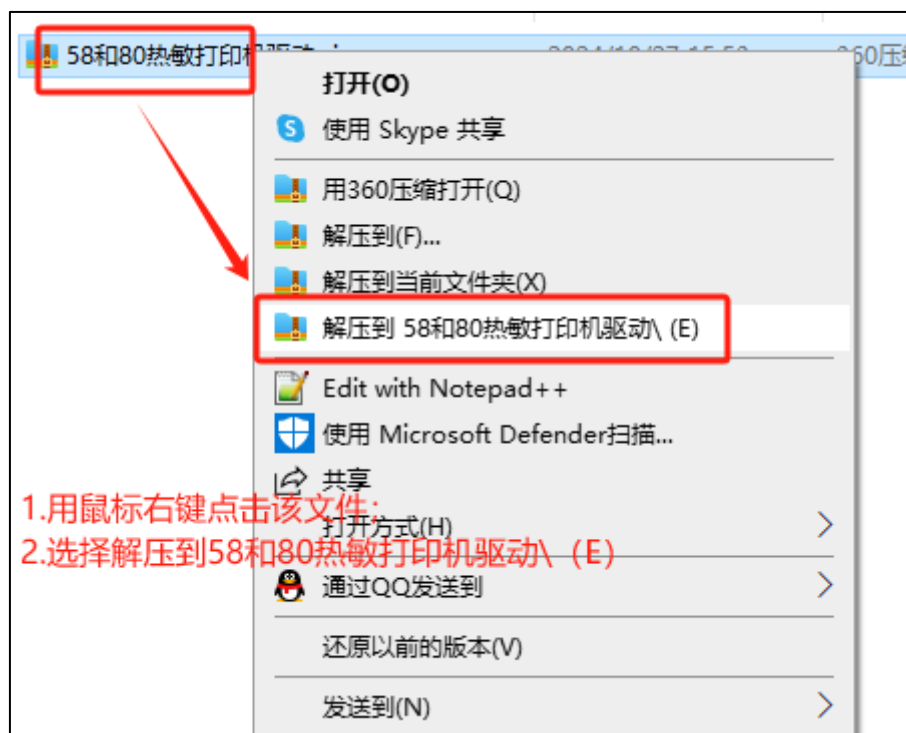 58和80热敏打印机驱动
打开(O)
使用 Skype 共享
用360压缩打开(Q)
解压到(F)...
解压到当前文件夹(X)
解压到 58和80热敏打印机驱动\ (E)
Edit with Notepad++
使用 Microsoft Defender扫描...
共享
1.用鼠标右键点击该文件;
打开方式(H)
2.选择解压到58和80热敏打印机驱动\（E）
通过QQ发送到
还原以前的版本(V)
发送到(N)